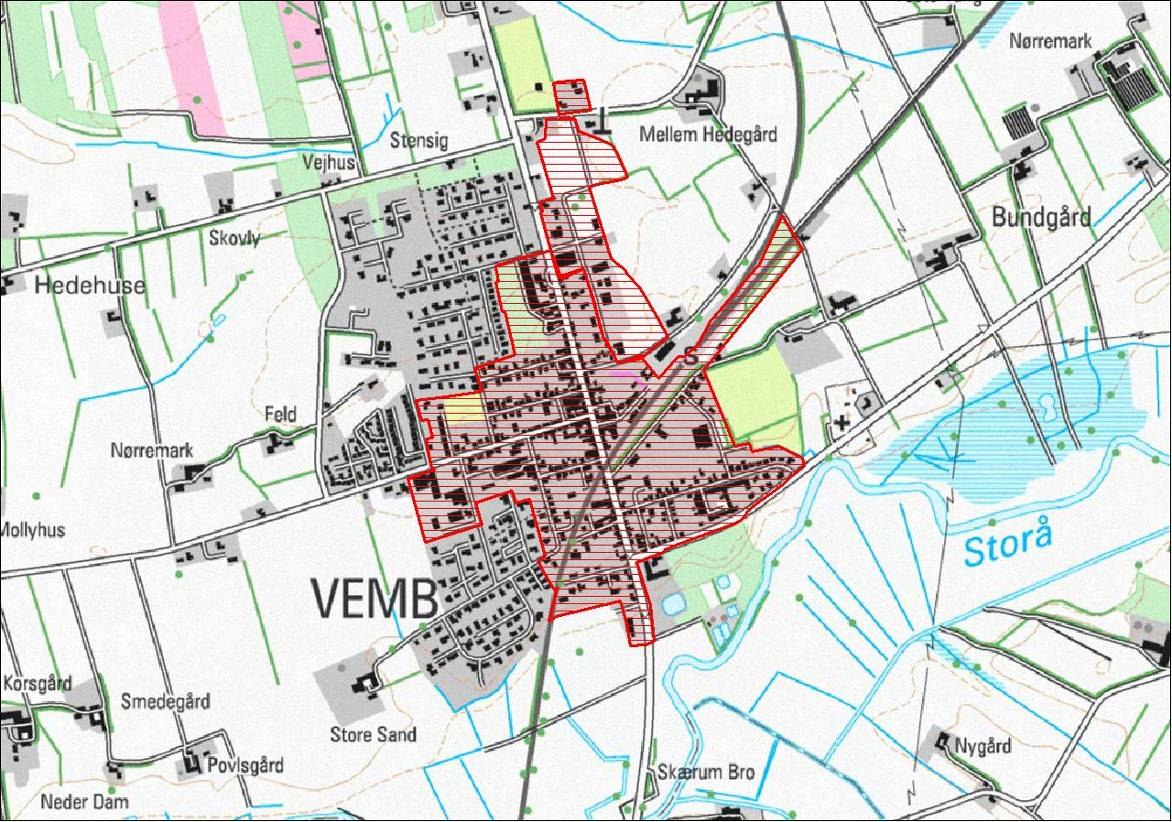 Nørremark
Mellem Hedegård
Stensig
Vejhus
Skovly
Bundgård
Hedehuse
S
Feld
Nørremark
Mollyhus
Storå
VEMB
Korsgård
Smedegård
Store Sand
Povlsgård
Nygård
Skærum Bro
Neder Dam